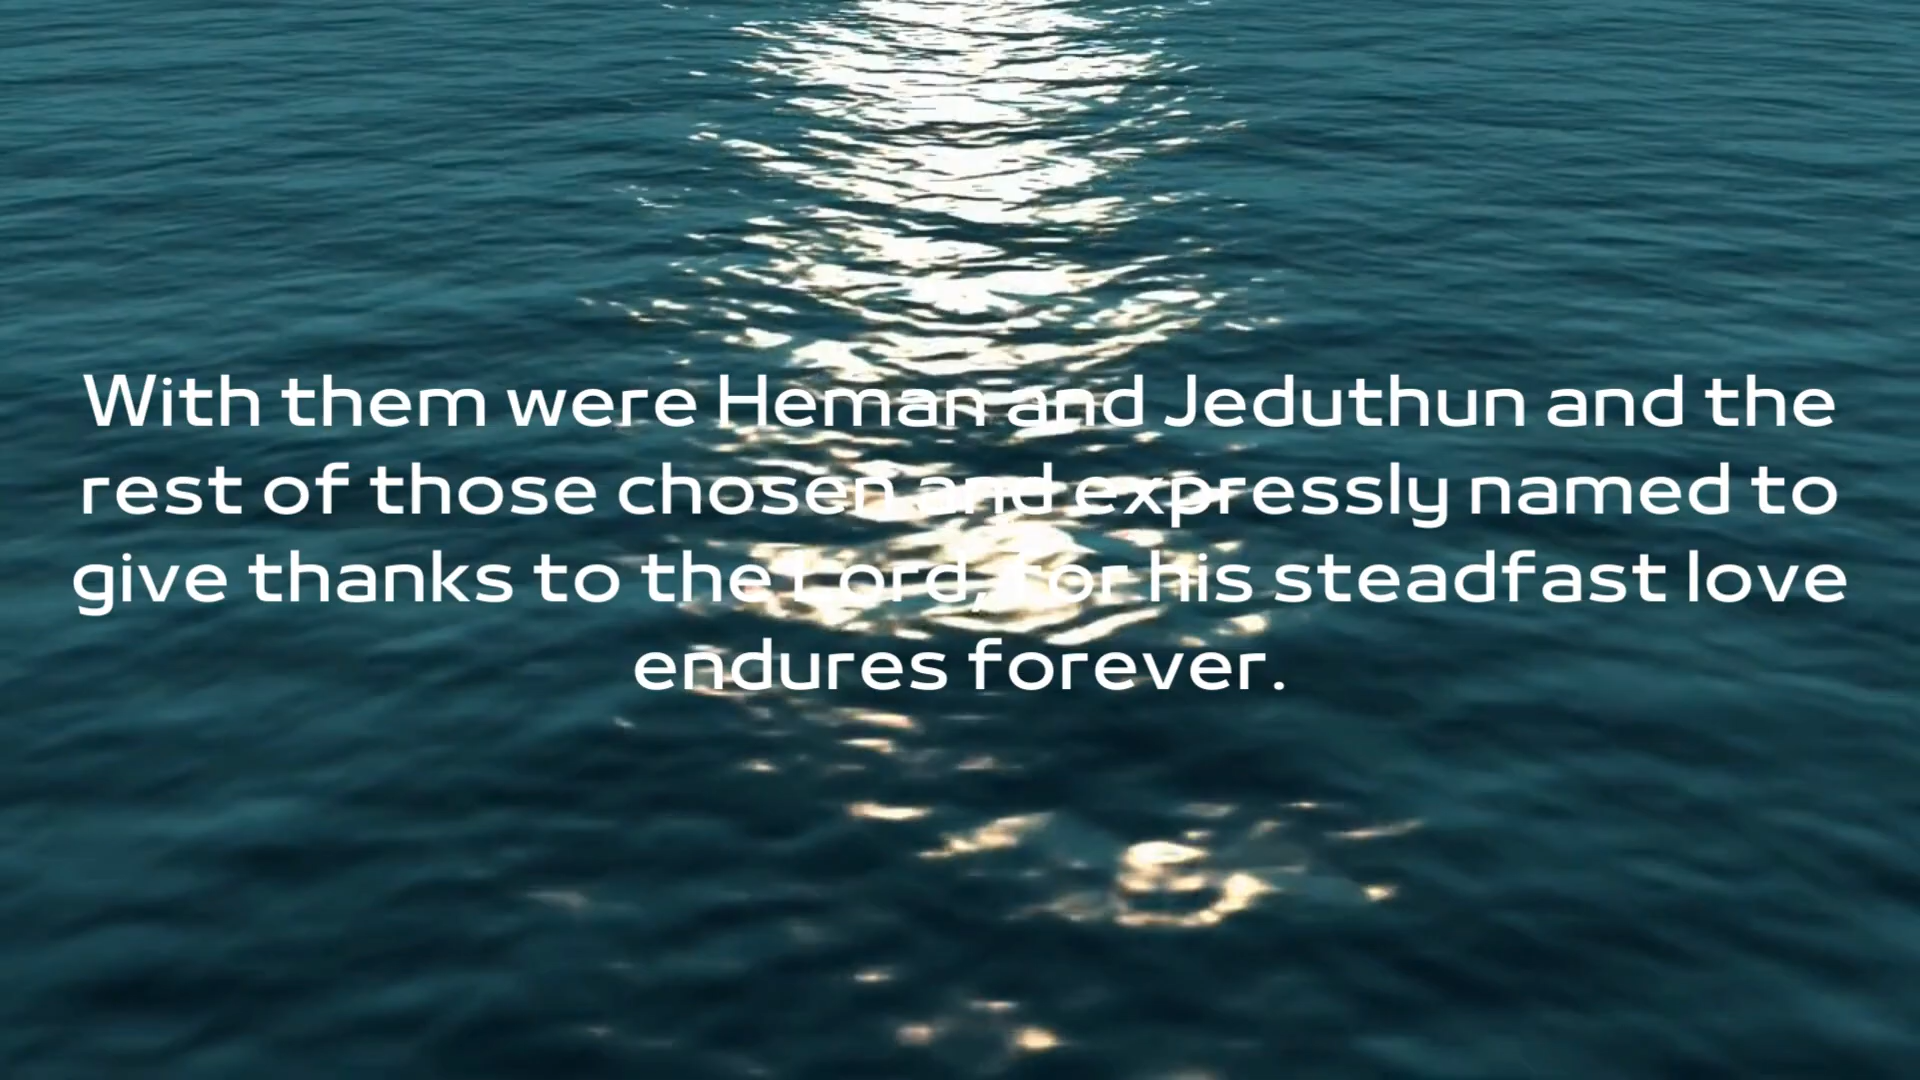 With them were Heman and Jeduthun and the
rest of those chosen and expressly named to
give thanks to the Lord, for his steadfast love
endures forever.